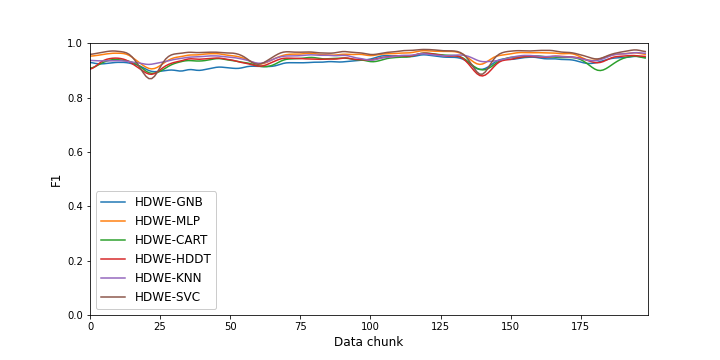 1.0
0.8
0.6
0.4
0.2
0.0
F1
HDWE-GNB
HDWE-MLP
HDWE-CART
HDWE-HDDT
HDWE-KNN
HDWE-SVC
0 25 50 75 100 125 150 175
Data chunk